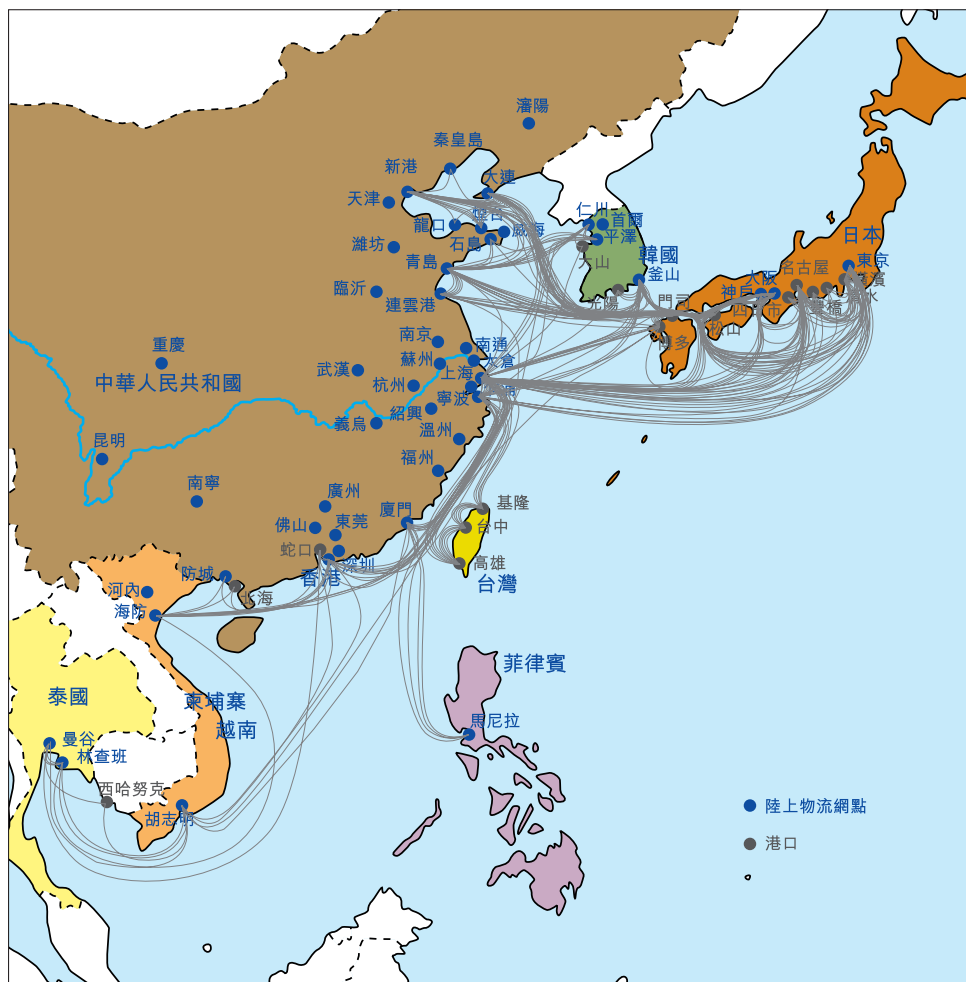 瀋陽
秦皇島
新港
大連
天津
龍口
煙台
威海
石島
仁川
首爾
平澤
大山
韓國
釜山
光陽
濰坊
青島
臨沂
連雲港
日本
東京
名古屋
大阪
神戶
四日市
豐橋
門司
松山
博多
南京
南通
重慶
蘇州
太倉
武漢
上海
中華人民共和國
杭州
寧波
紹興
義烏
溫州
昆明
福州
南寧
廣州
廈門
基隆
佛山
東莞
台中
蛇口
深圳
香港
高雄
台灣
防城
北海
河內
海防
菲律賓
泰國
柬埔寨
越南
馬尼拉
曼谷
林查班
西哈努克
胡志明
陸上物流網點
港口